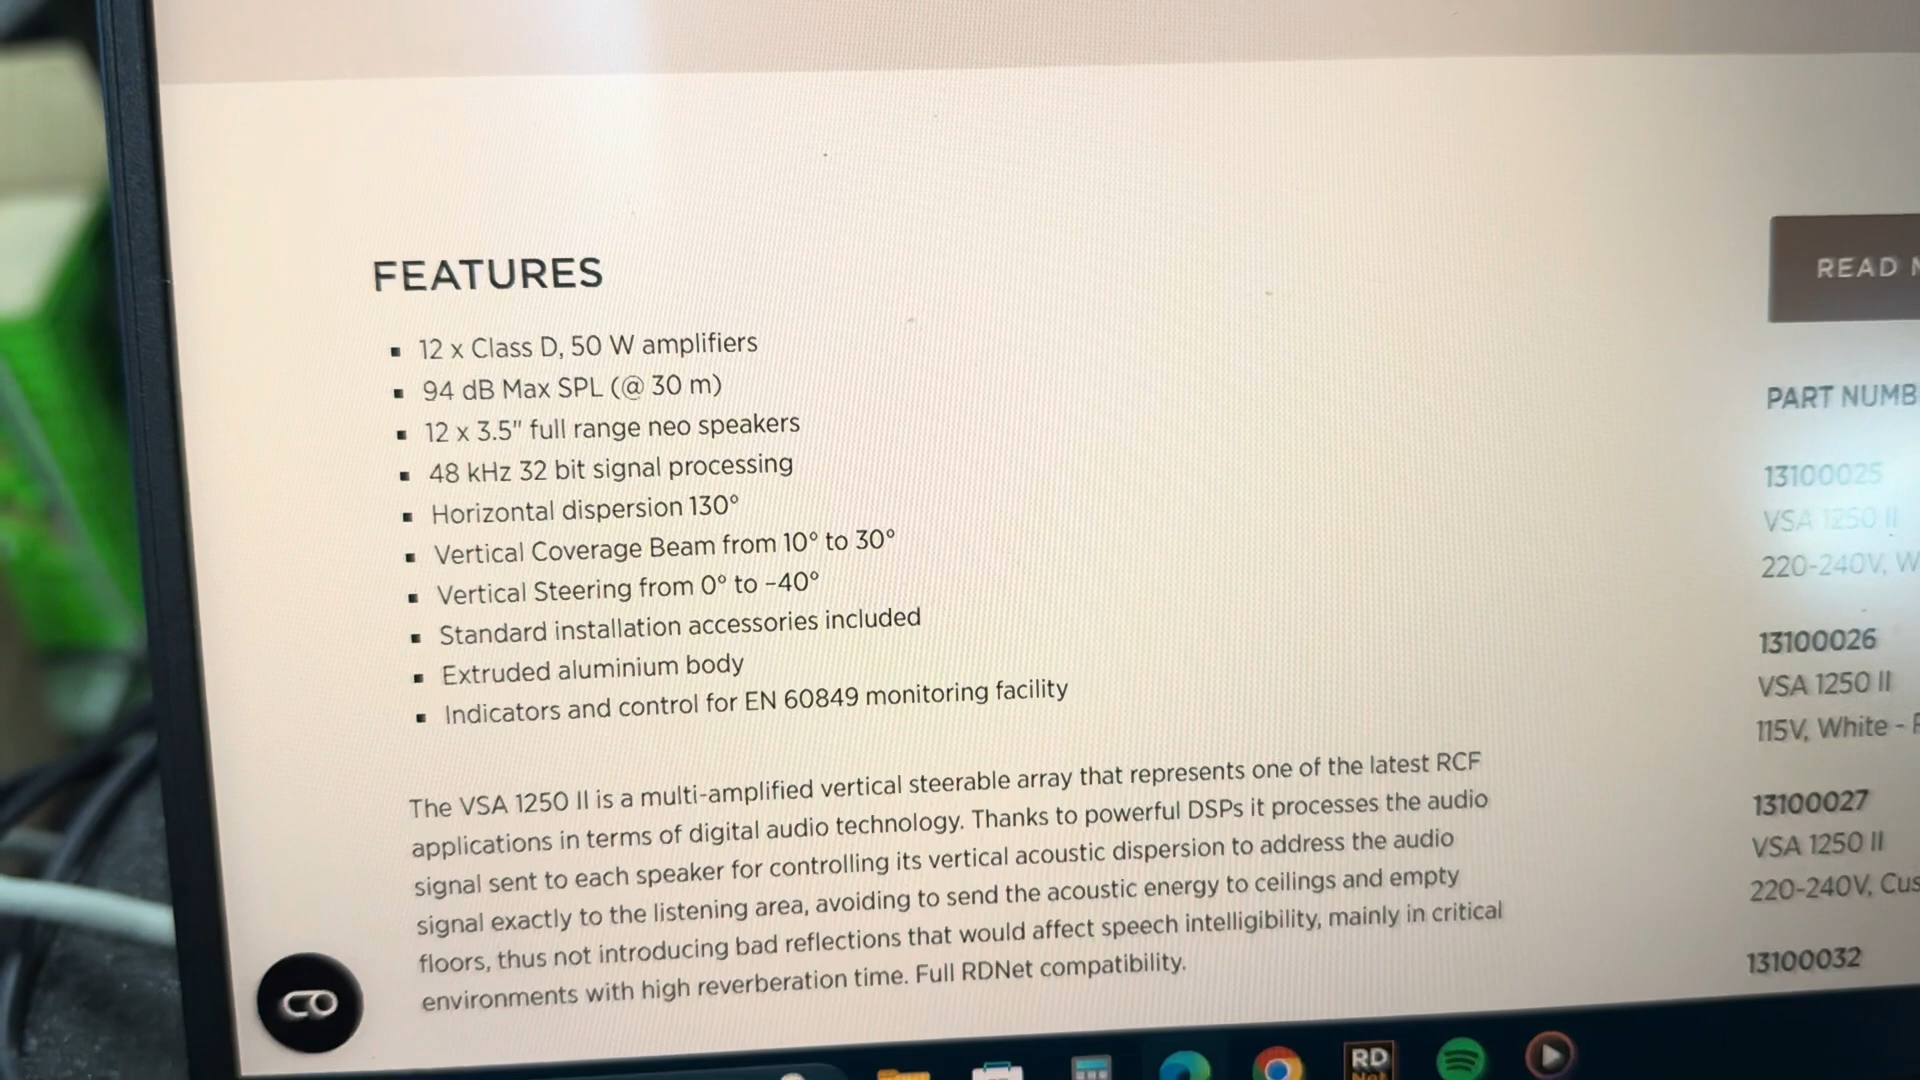 FEATURES
12 x Class D, 50 W amplifiers
94 dB Max SPL (@ 30 m)
12 x 3.5" full range neo speakers
48 kHz 32 bit signal processing
Horizontal dispersion 130°
Vertical Coverage Beam from 10° to 30°
Vertical Steering from 0° to -40°
Standard installation accessories included
Extruded aluminium body
Indicators and control for EN 60849 monitoring facility
The VSA 1250 II is a multi-amplified vertical steerable array that represents one of the latest RCF
applications in terms of digital audio technology. Thanks to powerful DSPs it processes the audio
signal sent to each speaker for controlling its vertical acoustic dispersion to address the audio
signal exactly to the listening area, avoiding to send the acoustic energy to ceilings and empty
floors, thus not introducing bad reflections that would affect speech intelligibility, mainly in critical
environments with high reverberation time. Full RDNet compatibility.
READ
PART
13100025
VSA 1250 II
220-240V,
13100026
VSA 1250 II
115V, White -
13100027
VSA 1250 II
220-240V,
13100032
RD